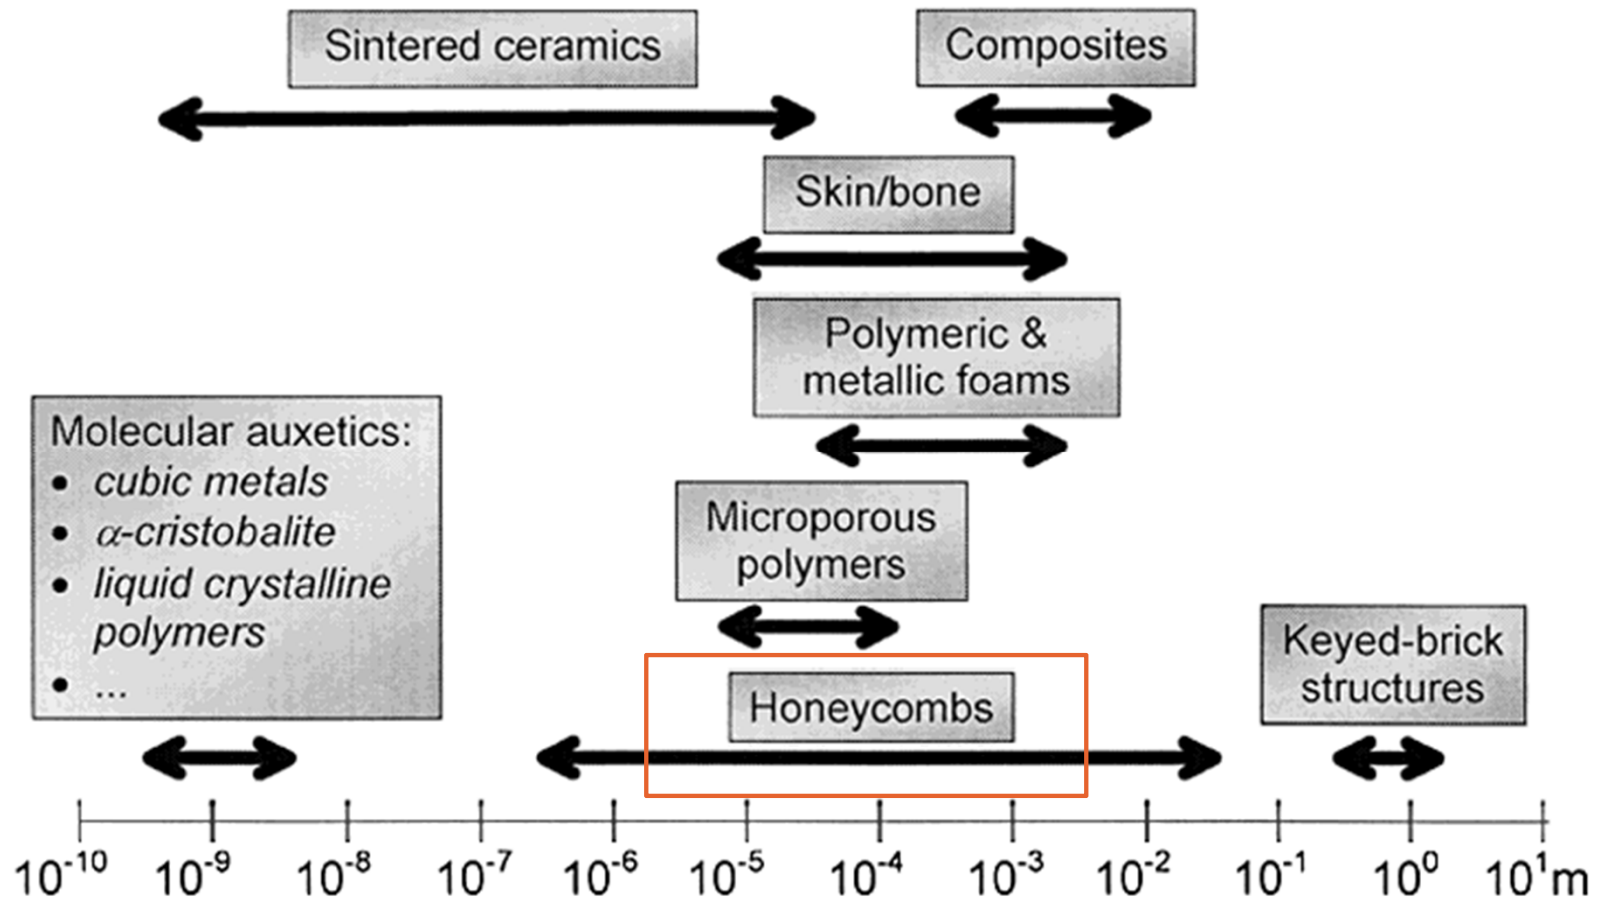 Sintered ceramics
Composites
Skin/bone
Polymeric &
metallic foams
Molecular auxetics:
• cubic metals
• α-cristobalite
• liquid crystalline
polymers
• ...
Microporous
polymers
Honeycombs
Keyed-brick
structures
10⁻¹⁰ 10⁻⁹ 10⁻⁸ 10⁻⁷ 10⁻⁶ 10⁻⁵ 10⁻⁴ 10⁻³ 10⁻² 10⁻¹ 10⁰ 10¹m